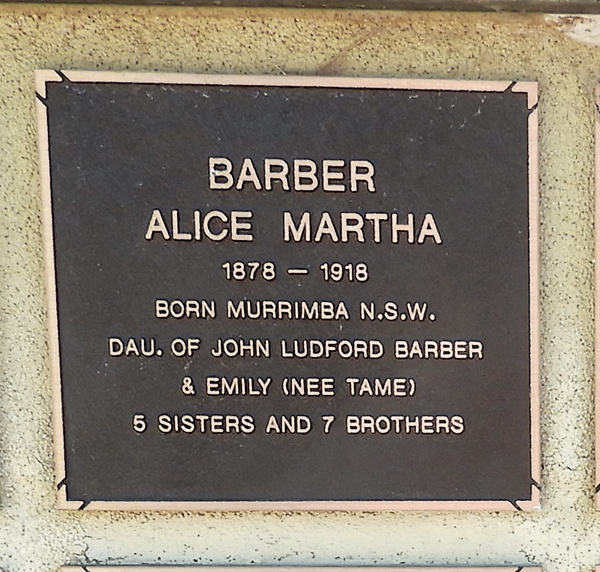 BARBER
ALICE MARTHA
1878 — 1918
BORN MURRIMBA N.S.W.
DAU. OF JOHN LUDFORD BARBER
& EMILY (NEE TAME)
5 SISTERS AND 7 BROTHERS